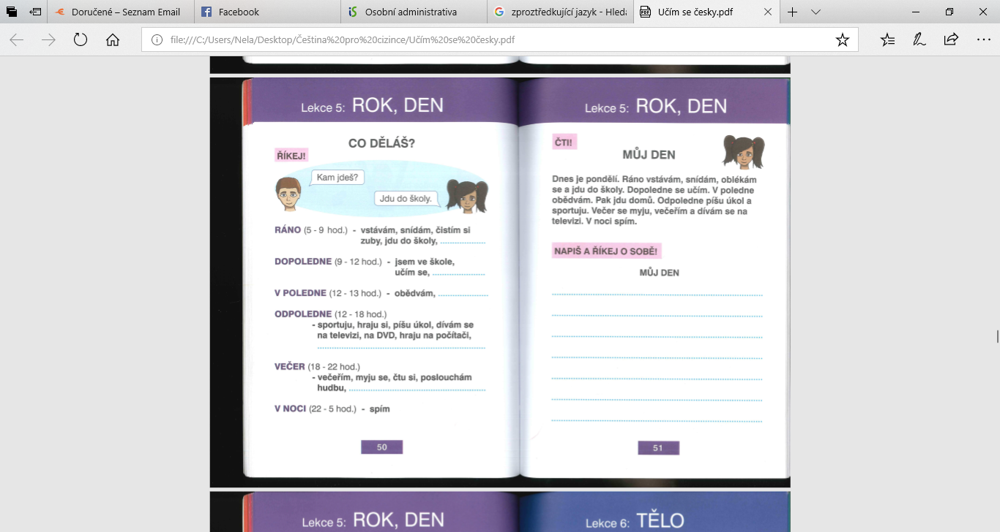 Doručené – Seznam Email
Facebook
Osobní administrativa
zproztředkující jazyk - Hleda
Učím se česky.pdf
file:///C:/Users/Nela/Desktop/Čeština%20pro%20cizince/Učím%20se%20česky.pdf
Lekce 5: ROK, DEN
CO DĚLÁŠ?
ŘÍKEJ!
Kam jdeš?
Jdu do školy.
RÁNO (5 - 9 hod.) - vstávám, snídám, čistím si
zuby, jdu do školy,
DOPOLEDNE (9 - 12 hod.) - jsem ve škole,
učím se,
V POLEDNE (12 - 13 hod.) - obědvám,
ODPOLEDNE (12 - 18 hod.)
- sportuju, hraju si, píšu úkol, dívám se
na televizi, na DVD, hraju na počítači,
VEČER (18 - 22 hod.)
- večeřím, myju se, čtu si, poslouchám
hudbu,
V NOCI (22 - 5 hod.) - spím
50
Lekce 5: ROK, DEN
ČTI!
MŮJ DEN
Dnes je pondělí. Ráno vstávám, snídám, oblékám
se a jdu do školy. Dopoledne se učím. V poledne
obědvám. Pak jdu domů. Odpoledne píšu úkol a
sportuju. Večer se myju, večeřím a dívám se na
televizi. V noci spím.
NAPIŠ A ŘÍKEJ O SOBĚ!
MŮJ DEN
51
Lekce 5: ROK, DEN
Lekce 6: TĚLO